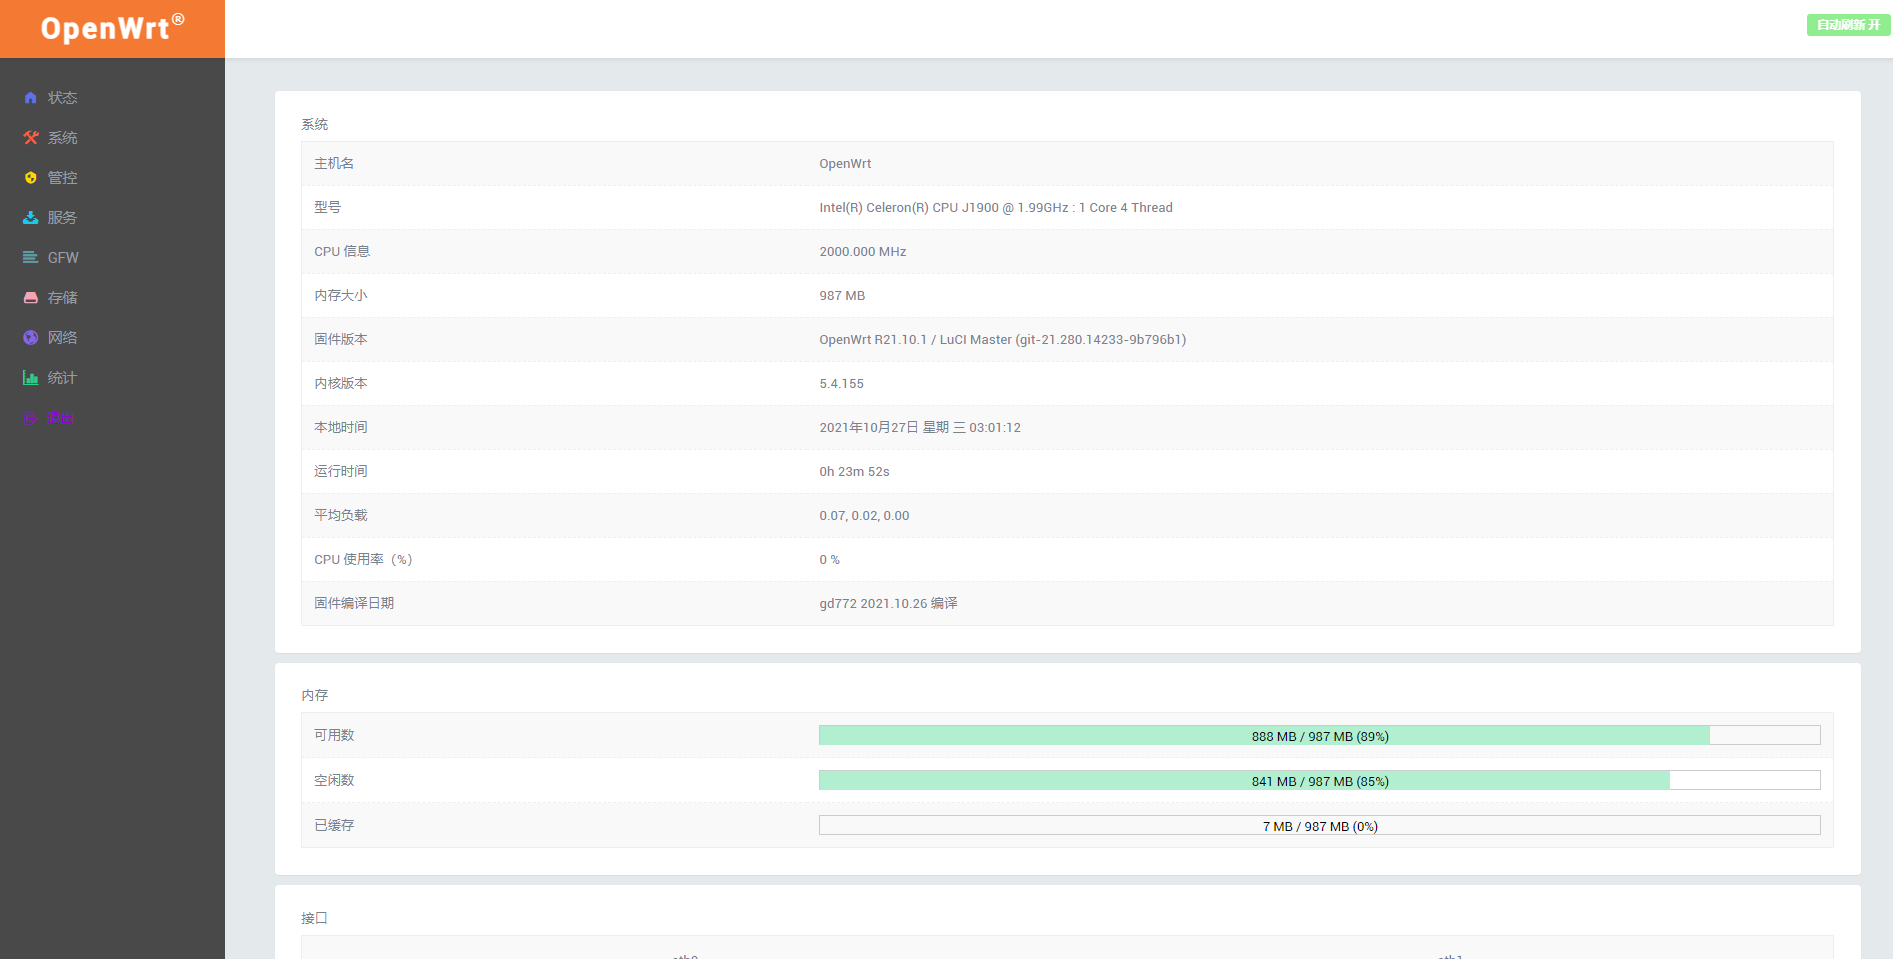 OpenWrt®
自动刷新 开
状态
系统
管控
服务
GFW
存储
网络
统计
退出
系统
主机名 OpenWrt
型号 Intel(R) Celeron(R) CPU J1900 @ 1.99GHz : 1 Core 4 Thread
CPU 信息 2000.000 MHz
内存大小 987 MB
固件版本 OpenWrt R21.10.1 / LuCI Master (git-21.280.14233-9b796b1)
内核版本 5.4.155
本地时间 2021年10月27日 星期 三 03:01:12
运行时间 0h 23m 52s
平均负载 0.07, 0.02, 0.00
CPU 使用率（%） 0 %
固件编译日期 gd772 2021.10.26 编译
内存
可用数 888 MB / 987 MB (89%)
空闲数 841 MB / 987 MB (85%)
已缓存 7 MB / 987 MB (0%)
接口
eth0 eth1